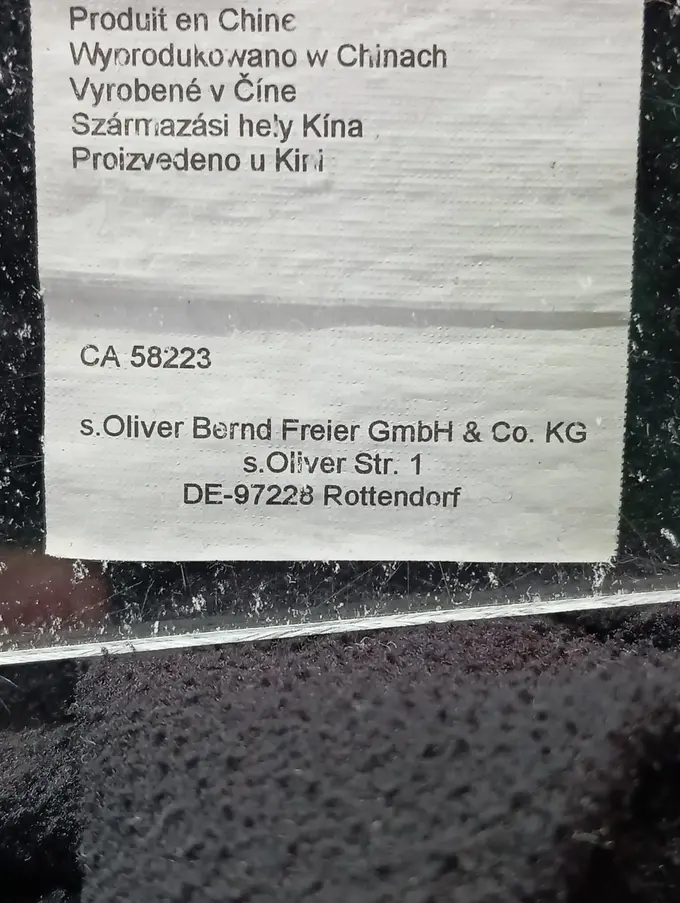 Produit en Chine
Wyprodukowano w Chinach
Vyrobené v Číne
Származási hely Kína
Proizvedeno u Kini
CA 58223
s.Oliver Bernd Freier GmbH & Co. KG
s.Oliver Str. 1
DE-97228 Rottendorf